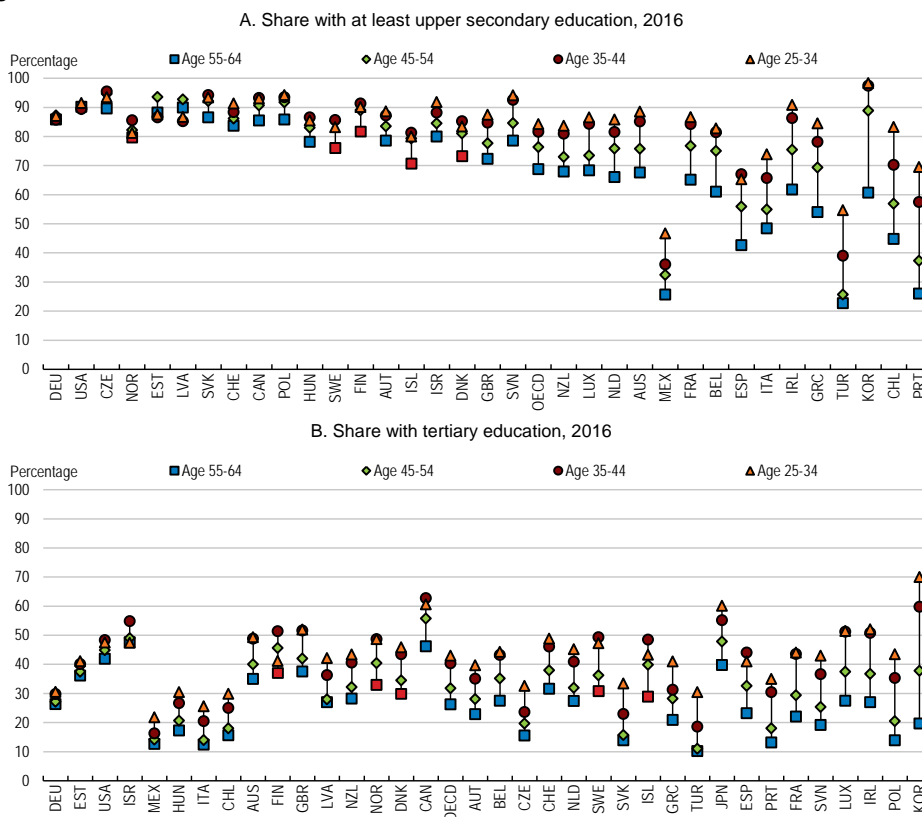 A. Share with at least upper secondary education, 2016
Percentage
Age 55-64 Age 45-54 Age 35-44 Age 25-34
100
90
80
70
60
50
40
30
20
10
0
DEU USA CZE NOR EST LVA SVK CHE CAN POL HUN SWE FIN AUT ISL ISR DNK GBR SVN OECD NZL LUX NLD AUS MEX FRA BEL ESP ITA IRL GRC TUR KOR CHL PRT
B. Share with tertiary education, 2016
Percentage
Age 55-64 Age 45-54 Age 35-44 Age 25-34
100
90
80
70
60
50
40
30
20
10
0
DEU EST USA ISR MEX HUN ITA CHL AUS FIN GBR LVA NZL NOR DNK CAN OECD AUT BEL CZE CHE NLD SWE SVK ISL GRC TUR JPN ESP PRT FRA SVN LUX IRL POL KOR